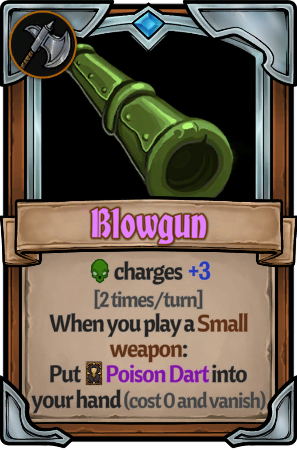 Blowgun
charges +3
[2 times/turn]
When you play a Small
weapon:
Put Poison Dart into
your hand (cost 0 and vanish)